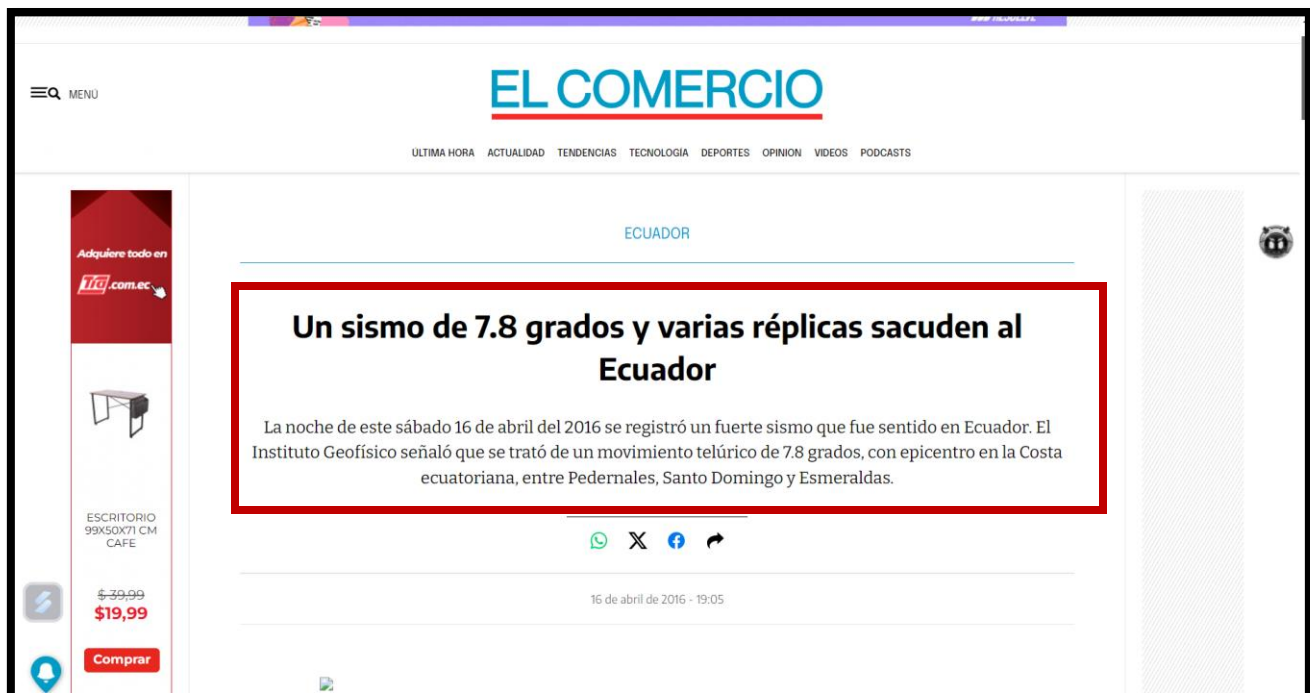 MENÚ
EL COMERCIO
ÚLTIMA HORA ACTUALIDAD TENDENCIAS TECNOLOGÍA DEPORTES OPINION VIDEOS PODCASTS
Adquiere todo en
Tía.com.ec
ECUADOR
Un sismo de 7.8 grados y varias réplicas sacuden al
Ecuador
La noche de este sábado 16 de abril del 2016 se registró un fuerte sismo que fue sentido en Ecuador. El
Instituto Geofísico señaló que se trató de un movimiento telúrico de 7.8 grados, con epicentro en la Costa
ecuatoriana, entre Pedernales, Santo Domingo y Esmeraldas.
ESCRITORIO
99X50X71 CM
CAFE
$ 39,99
$19,99
Comprar
16 de abril de 2016 - 19:05